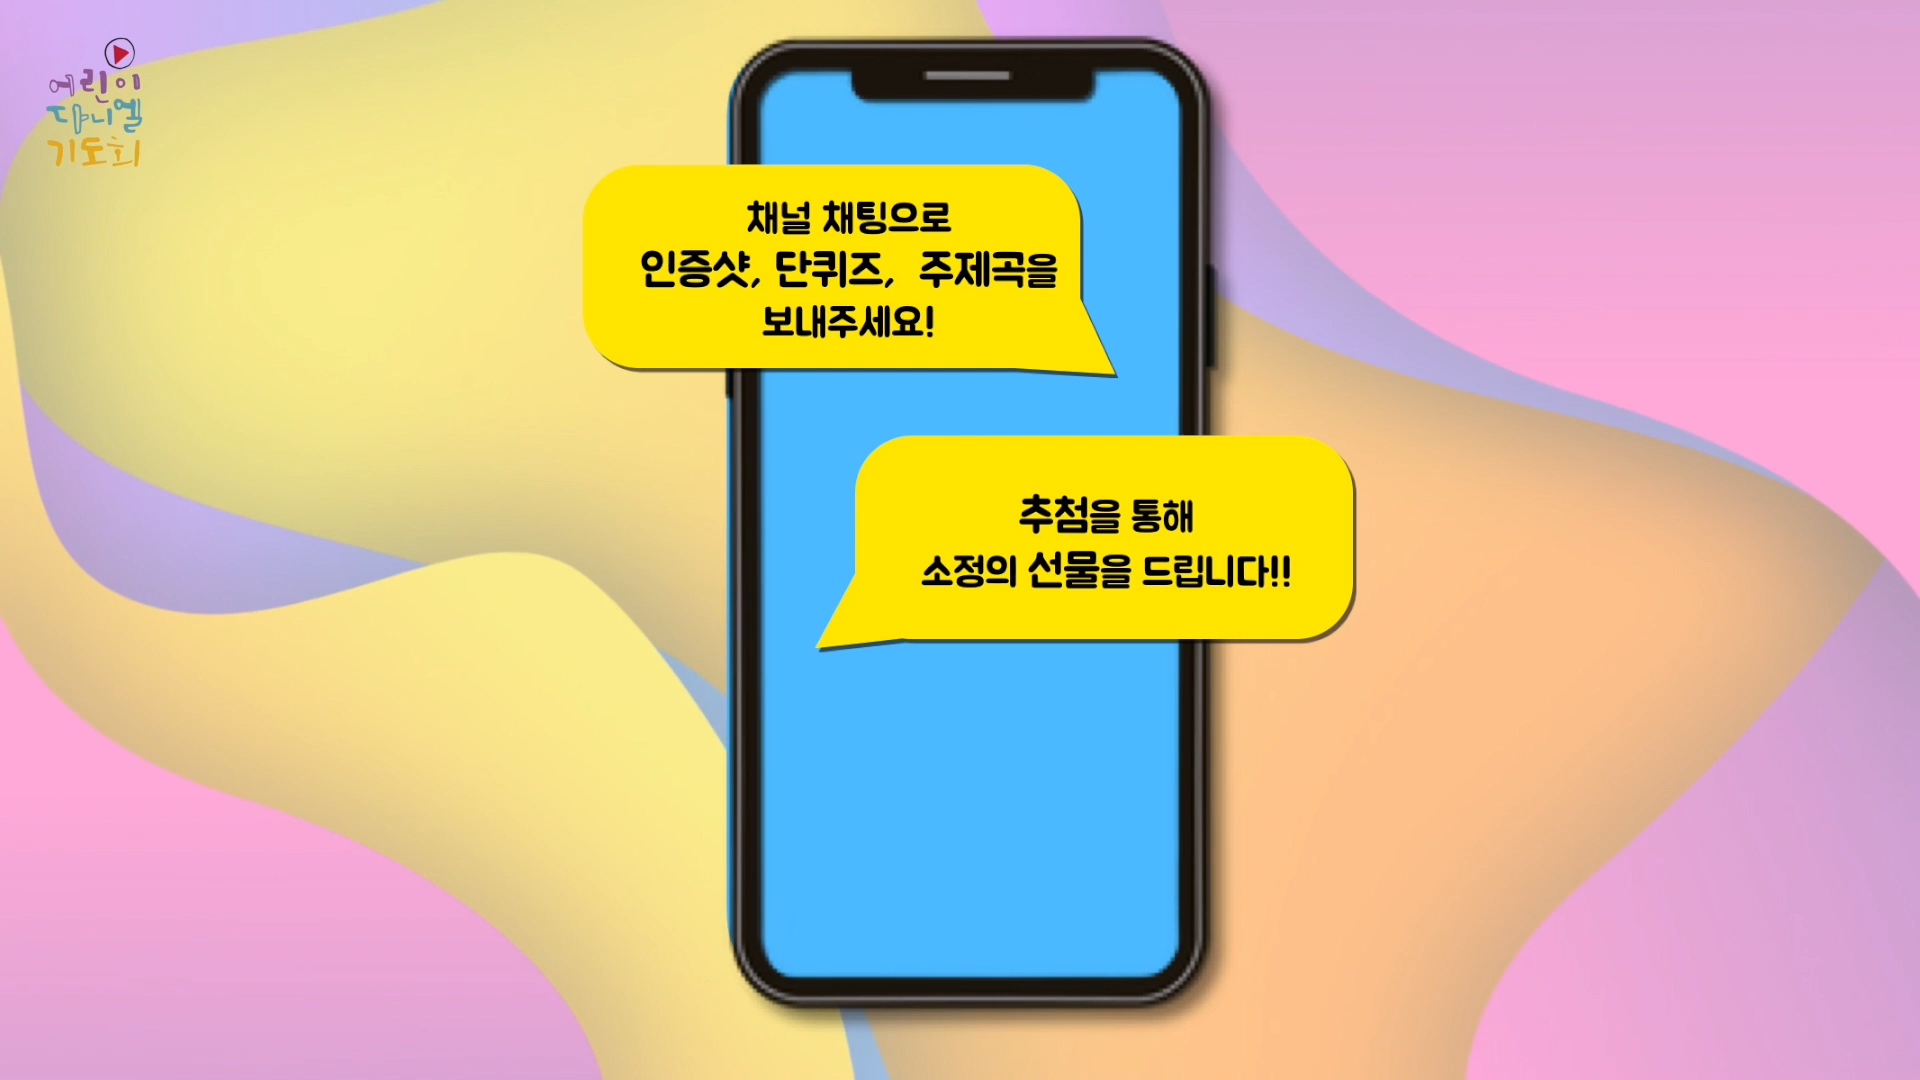 어린이
다니엘
기도회
채널 채팅으로
인증샷, 단퀴즈, 주제곡을
보내주세요!
추첨을 통해
소정의 선물을 드립니다!!